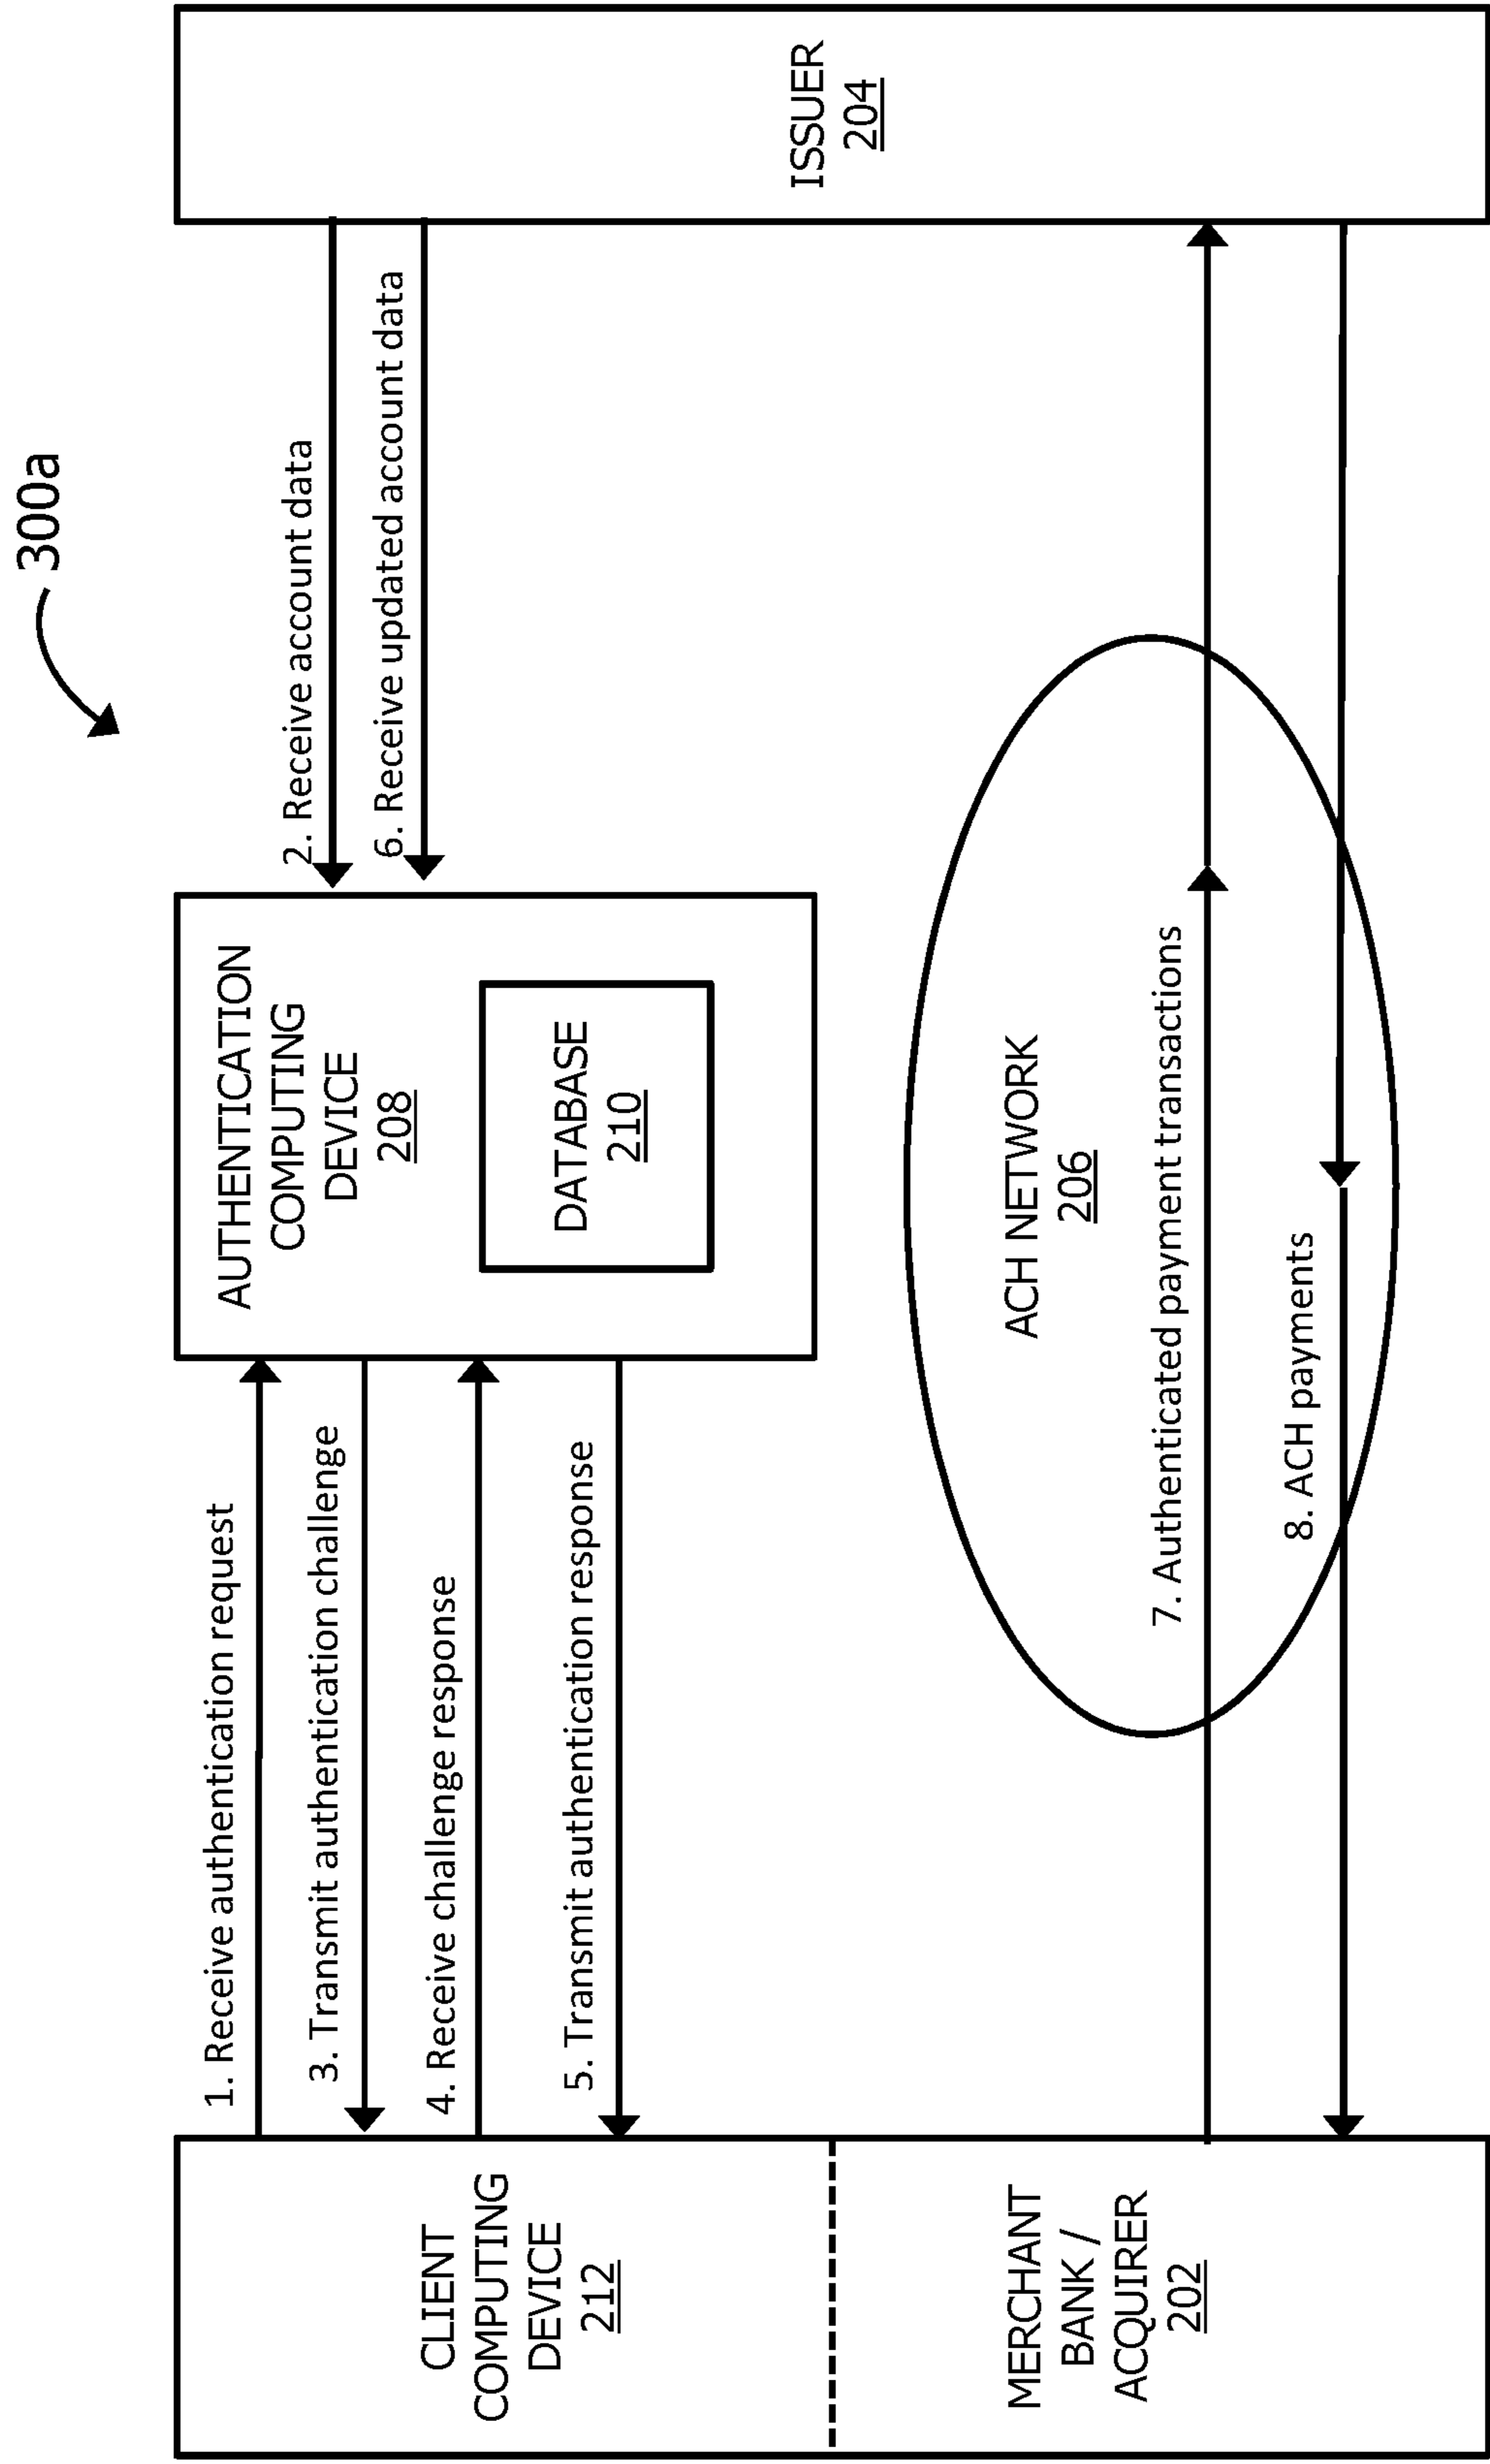 300a
CLIENT
COMPUTING
DEVICE
212
MERCHANT
BANK /
ACQUIRER
202
1. Receive authentication request
3. Transmit authentication challenge
4. Receive challenge response
5. Transmit authentication response
AUTHENTICATION
COMPUTING
DEVICE
208
DATABASE
210
2. Receive account data
6. Receive updated account data
ACH NETWORK
206
7. Authenticated payment transactions
8. ACH payments
ISSUER
204